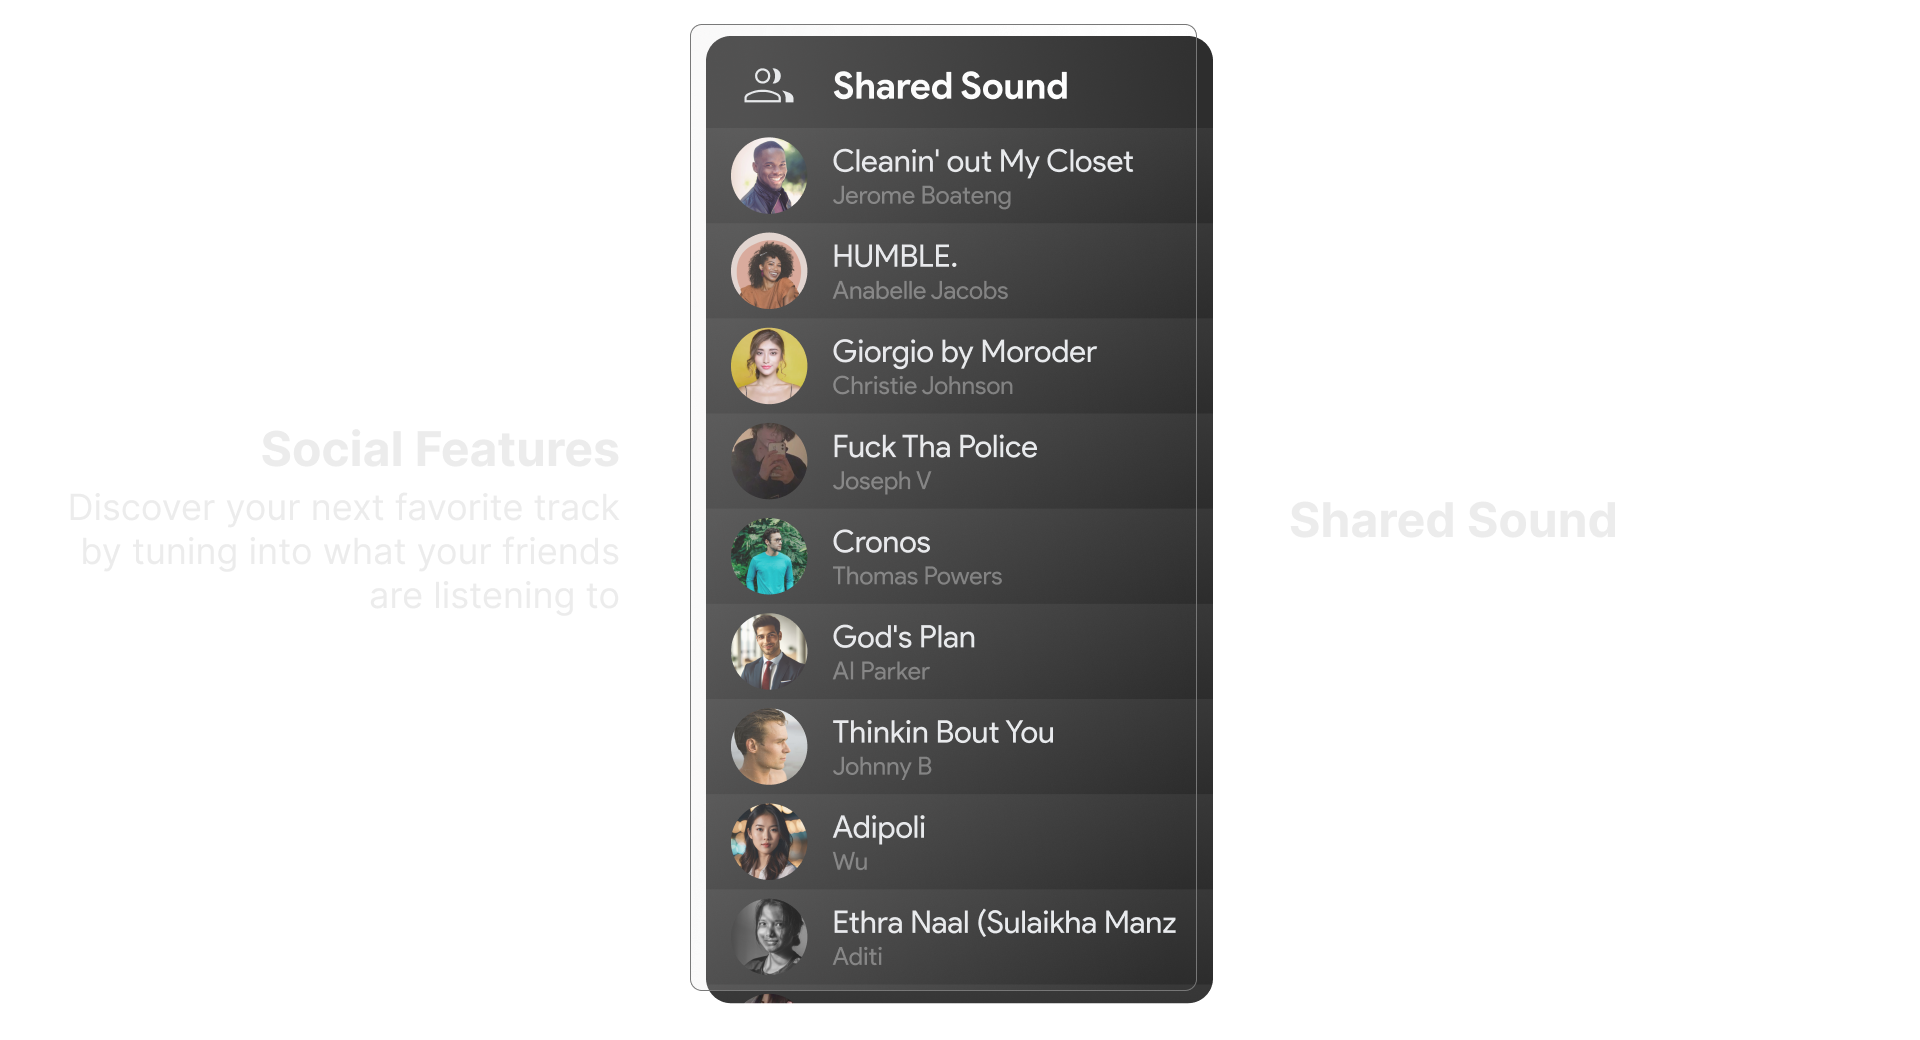 Social Features
Discover your next favorite track
by tuning into what your friends
are listening to
Shared Sound
Cleanin' out My Closet
Jerome Boateng
HUMBLE.
Anabelle Jacobs
Giorgio by Moroder
Christie Johnson
Fuck Tha Police
Joseph V
Cronos
Thomas Powers
God's Plan
Al Parker
Thinkin Bout You
Johnny B
Adipoli
Wu
Ethra Naal (Sulaikha Manz
Aditi
Shared Sound